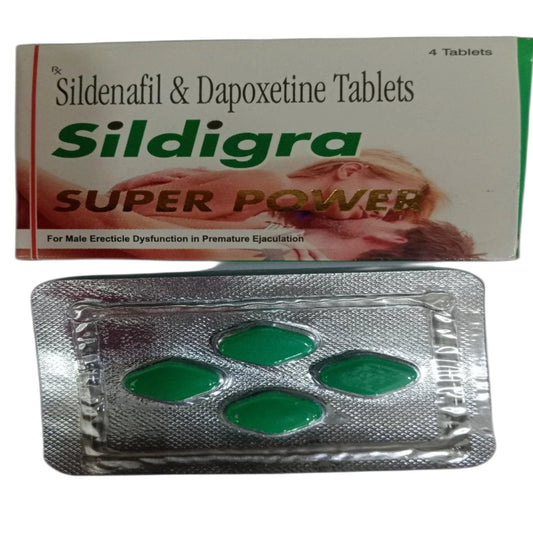 4 Tablets
Rx
Sildenafil & Dapoxetine Tablets
Sildigra
SUPER POWER
For Male Erecticle Dysfunction in Premature Ejaculation